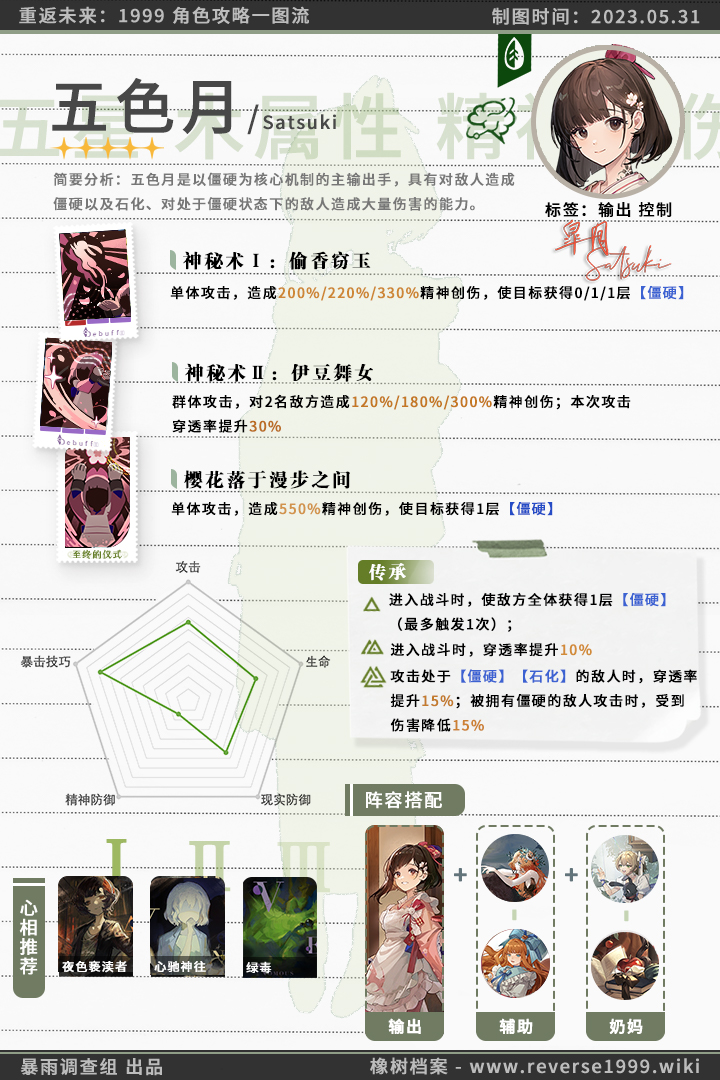 重返未来：1999 角色攻略一图流
制图时间：2023.05.31
五星 木属性 精神创伤
五色月/Satsuki
简要分析：五色月是以僵硬为核心机制的主输出手，具有对敌人造成
僵硬以及石化、对处于僵硬状态下的敌人造成大量伤害的能力。
标签：输出 控制
皐月
Satsuki
神秘术Ⅰ：偷香窃玉
单体攻击，造成200%/220%/330%精神创伤，使目标获得0/1/1层【僵硬】
Debuff
神秘术Ⅱ：伊豆舞女
群体攻击，对2名敌方造成120%/180%/300%精神创伤；本次攻击
穿透率提升30%
Debuff
樱花落于漫步之间
单体攻击，造成550%精神创伤，使目标获得1层【僵硬】
至终的仪式
攻击
生命
现实防御
精神防御
暴击技巧
传承
进入战斗时，使敌方全体获得1层【僵硬】
（最多触发1次）；
进入战斗时，穿透率提升10%
攻击处于【僵硬】【石化】的敌人时，穿透率
提升15%；被拥有僵硬的敌人攻击时，受到
伤害降低15%
阵容搭配
Ⅰ Ⅱ Ⅲ
心相推荐
夜色亵渎者
心驰神往
绿毒
+ +
输出
辅助
奶妈
暴雨调查组 出品
橡树档案 - www.reverse1999.wiki